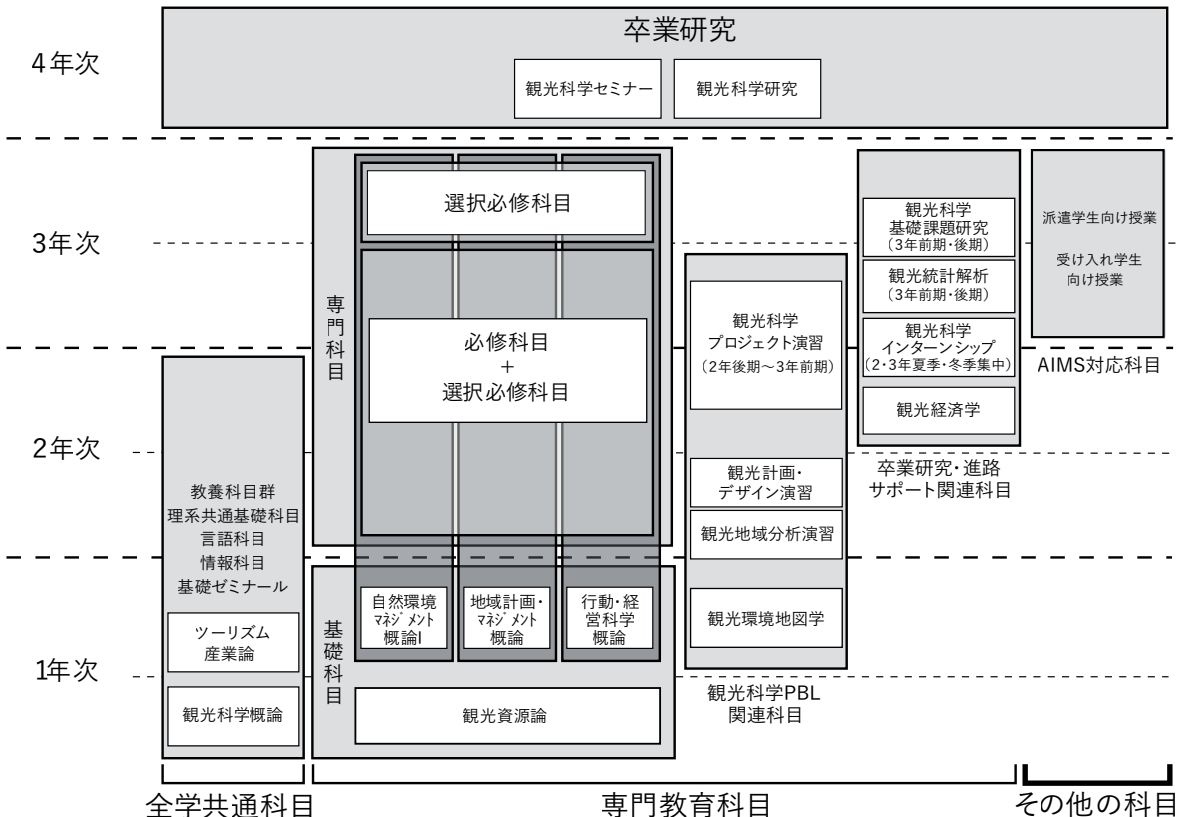 4年次
卒業研究
観光科学セミナー
観光科学研究
3年次
専門科目
選択必修科目
必修科目
+
選択必修科目
観光科学
プロジェクト演習
(2年後期~3年前期)
観光科学
基礎課題研究
(3年前期・後期)
観光統計解析
(3年前期・後期)
観光科学
インターンシップ
(2・3年夏季・冬季集中)
観光経済学
派遣学生向け授業
受け入れ学生
向け授業
AIMS対応科目
2年次
教養科目群
理系共通基礎科目
言語科目
情報科目
基礎ゼミナール
観光計画・
デザイン演習
観光地域分析演習
卒業研究・進路
サポート関連科目
1年次
ツーリズム
産業論
観光科学概論
基礎科目
自然環境
マネジメント
概論I
地域計画・
マネジメント
概論
行動・経
営科学
概論
観光資源論
観光環境地図学
観光科学PBL
関連科目
全学共通科目
専門教育科目
その他の科目